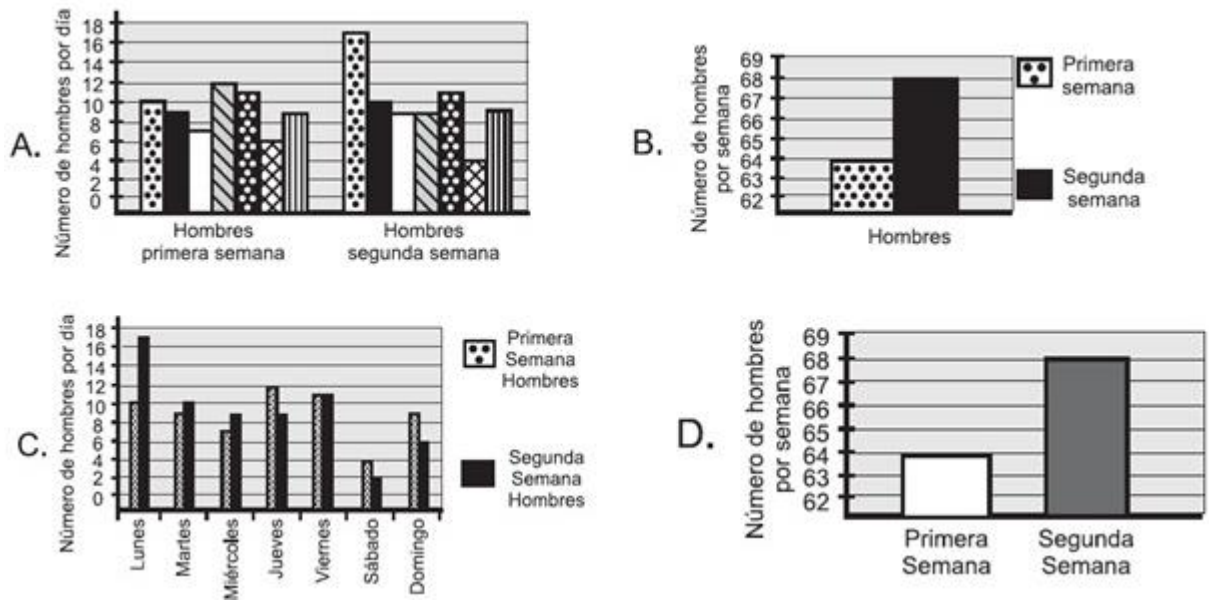 A.
Número de hombres por día
18
16
14
12
10
8
6
4
2
0
Hombres
primera semana
Hombres
segunda semana
B.
Número de hombres
por semana
69
68
67
66
65
64
63
62
Hombres
Primera
semana
Segunda
semana
C.
Número de hombres por día
18
16
14
12
10
8
6
4
2
0
Lunes
Martes
Miércoles
Jueves
Viernes
Sábado
Domingo
Primera
Semana
Hombres
Segunda
Semana
Hombres
D.
Número de hombres
por semana
69
68
67
66
65
64
63
62
Primera
Semana
Segunda
Semana